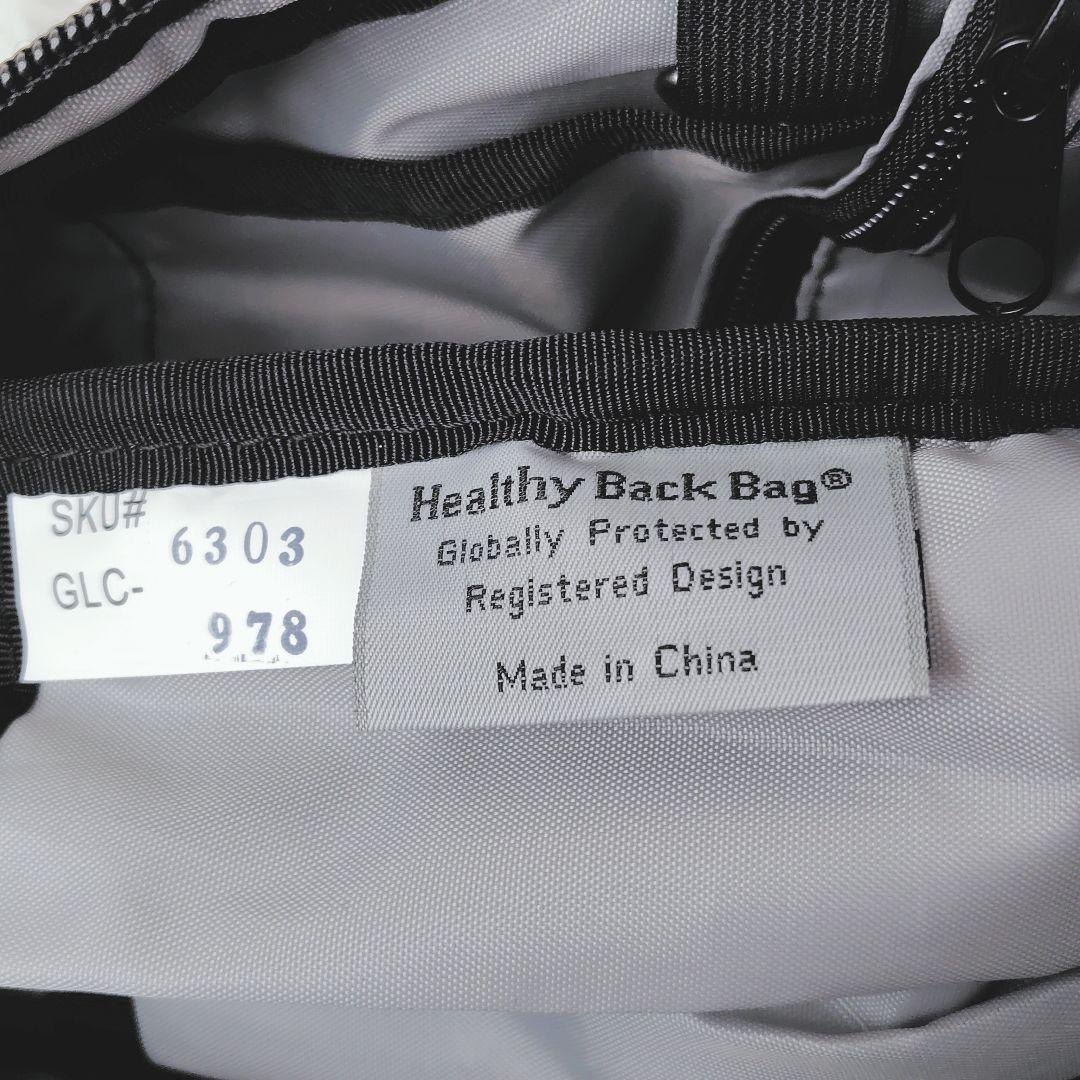 SKU#
6303
GLC-
978
Healthy Back Bag®
Globally Protected by
Registered Design
Made in China